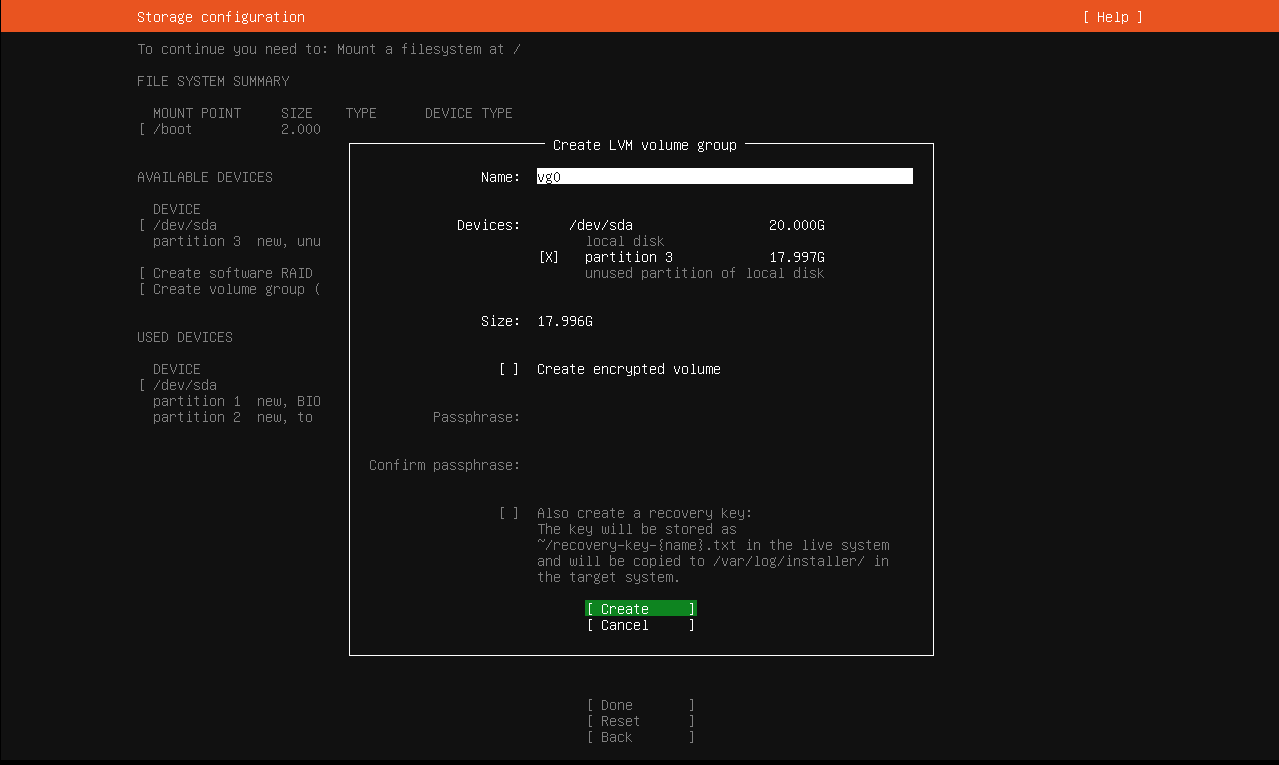 Storage configuration [ Help ]
To continue you need to: Mount a filesystem at /
FILE SYSTEM SUMMARY
MOUNT POINT SIZE TYPE DEVICE TYPE
[ /boot 2.000
Create LVM volume group
Name: vg0
AVAILABLE DEVICES
DEVICE
[ /dev/sda
partition 3 new, unu
[ Create software RAID
[ Create volume group (
USED DEVICES
DEVICE
[ /dev/sda
partition 1 new, BIO
partition 2 new, to
Devices: /dev/sda 20.000G
local disk
[X] partition 3 17.997G
unused partition of local disk
Size: 17.996G
[ ] Create encrypted volume
Passphrase:
Confirm passphrase:
[ ] Also create a recovery key:
The key will be stored as
~/recovery-key-{name}.txt in the live system
and will be copied to /var/log/installer/ in
the target system.
[ Create ]
[ Cancel ]
[ Done ]
[ Reset ]
[ Back ]